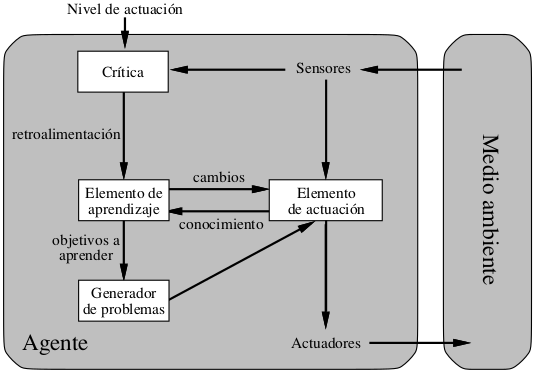 Nivel de actuación
Crítica
Sensores
retroalimentación
Elemento de
aprendizaje
cambios
conocimiento
Elemento
de actuación
objetivos a
aprender
Generador
de problemas
Agente
Actuadores
Medio ambiente